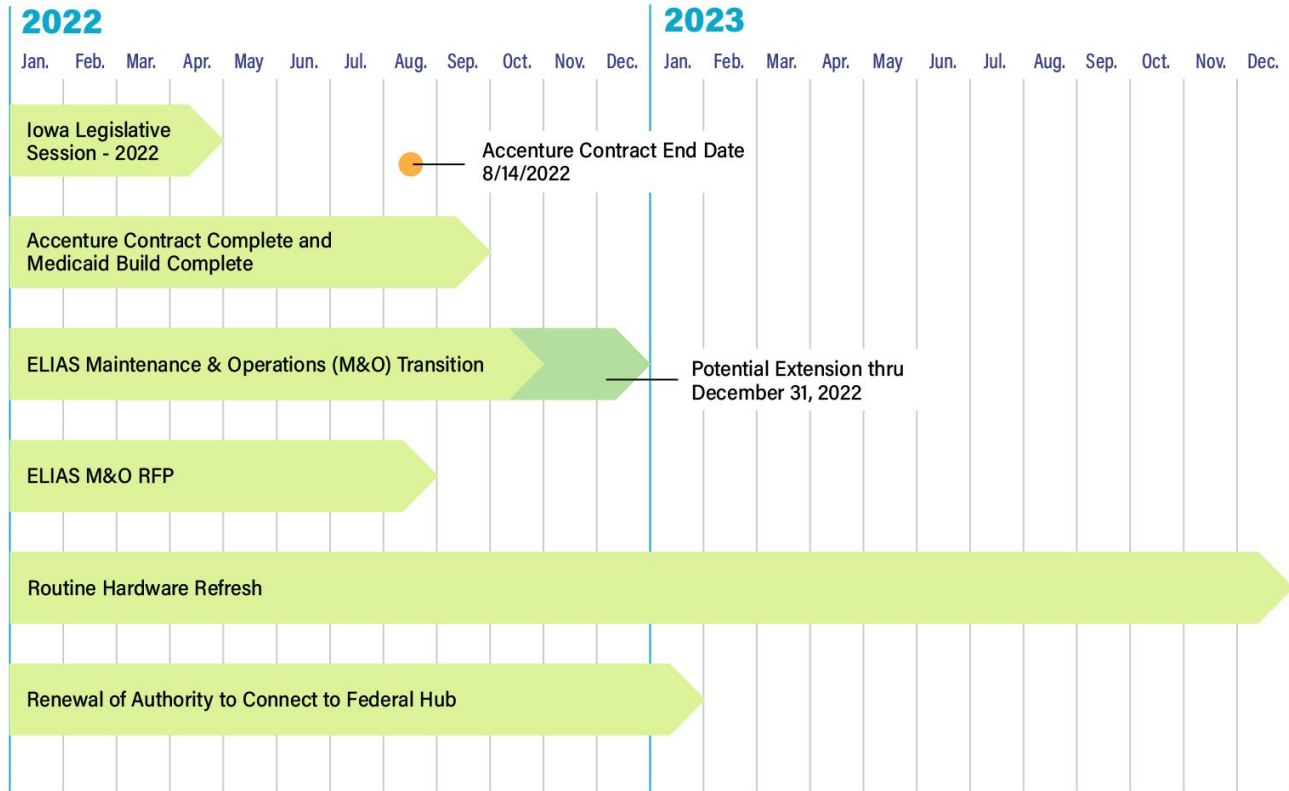 2022
2023
Jan. Feb. Mar. Apr. May Jun. Jul. Aug. Sep. Oct. Nov. Dec. Jan. Feb. Mar. Apr. May Jun. Jul. Aug. Sep. Oct. Nov. Dec.
Iowa Legislative
Session - 2022
Accenture Contract End Date
8/14/2022
Accenture Contract Complete and
Medicaid Build Complete
ELIAS Maintenance & Operations (M&O) Transition
Potential Extension thru
December 31, 2022
ELIAS M&O RFP
Routine Hardware Refresh
Renewal of Authority to Connect to Federal Hub